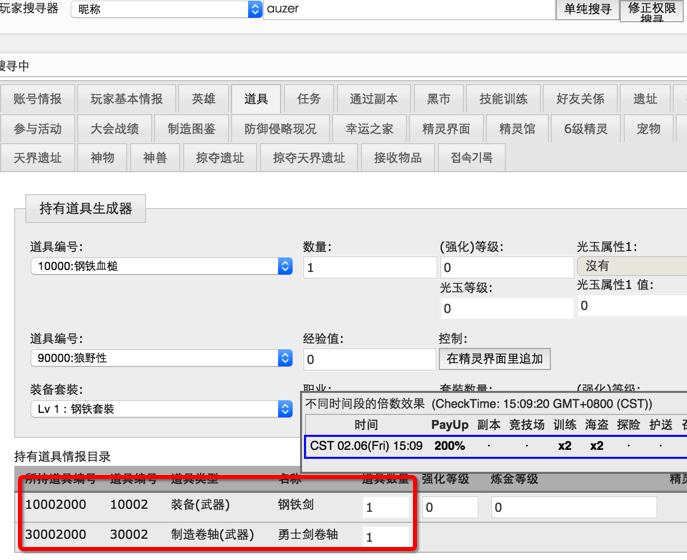 玩家搜寻器 昵称 auzer 单纯搜寻 修正权限
搜寻
搜寻中
账号情报 玩家基本情报 英雄 道具 任务 通过副本 黑市 技能训练 好友关係 遗址
参与活动 大会战绩 制造图鉴 防御侵略现况 幸运之家 精灵界面 精灵馆 6级精灵 宠物
天界遗址 神物 神兽 掠夺遗址 掠夺天界遗址 接收物品 접속기록
持有道具生成器
道具编号: 数量: (强化)等级: 光玉属性1:
10000:钢铁血槌 1 0 沒有
光玉等级: 光玉属性1 值:
0 0
道具编号: 经验值: 控制:
90000:狼野性 0 在精灵界面里追加
装备套装: 职业: 套装数量: (强化)等级:
Lv 1 : 钢铁套装
不同时间段的倍数效果 (CheckTime: 15:09:20 GMT+0800 (CST))
时间 PayUp 副本 竞技场 训练 海盗 探险 护送
CST 02.06(Fri) 15:09 200% · · x2 x2 · ·
持有道具情报目录
所持道具编号 道具编号 道具类型 名称 道具数量 强化等级 炼金等级 精
10002000 10002 装备(武器) 钢铁剑 1 0 0
30002000 30002 制造卷轴(武器) 勇士剑卷轴 1